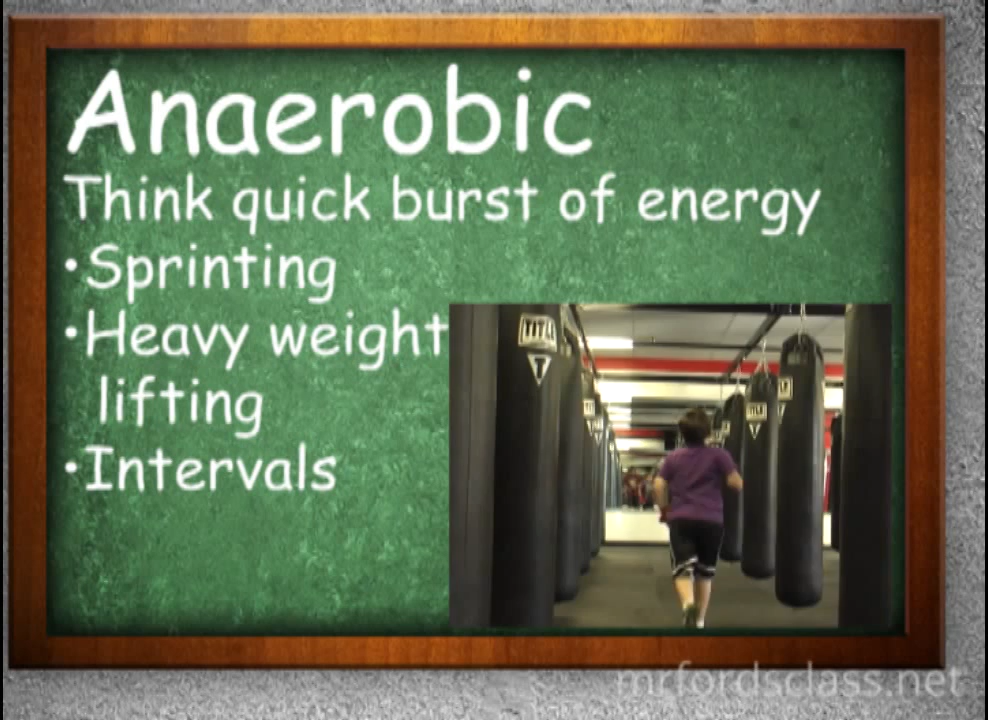 Anaerobic
Think quick burst of energy
•Sprinting
•Heavy weight
lifting
•Intervals
TITLE
T
mrfordsclass.net